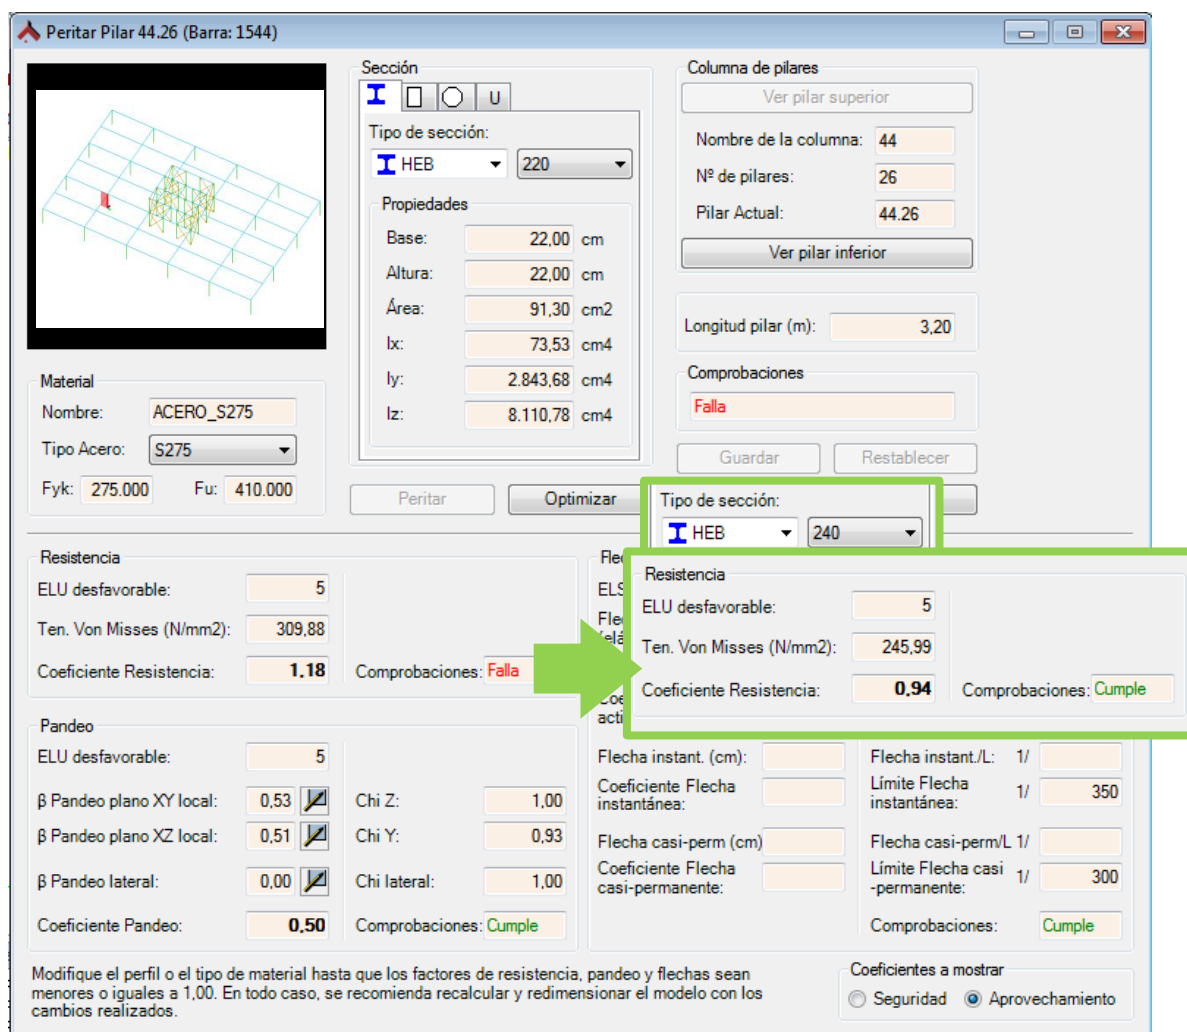 Peritar Pilar 44.26 (Barra: 1544)
Sección
U
Tipo de sección:
HEB 220
Propiedades
Base: 22,00 cm
Altura: 22,00 cm
Área: 91,30 cm2
Ix: 73,53 cm4
Iy: 2.843,68 cm4
Iz: 8.110,78 cm4
Columna de pilares
Ver pilar superior
Nombre de la columna: 44
Nº de pilares: 26
Pilar Actual: 44.26
Ver pilar inferior
Longitud pilar (m): 3,20
Comprobaciones
Falla
Guardar Restablecer
Material
Nombre: ACERO_S275
Tipo Acero: S275
Fyk: 275.000 Fu: 410.000
Peritar Optimizar
Tipo de sección:
HEB 240
Resistencia
ELU desfavorable: 5
Ten. Von Misses (N/mm2): 309,88
Coeficiente Resistencia: 1,18 Comprobaciones: Falla
Resistencia
ELU desfavorable: 5
Ten. Von Misses (N/mm2): 245,99
Coeficiente Resistencia: 0,94 Comprobaciones: Cumple
Pandeo
ELU desfavorable: 5
β Pandeo plano XY local: 0,53 Chi Z: 1,00
β Pandeo plano XZ local: 0,51 Chi Y: 0,93
β Pandeo lateral: 0,00 Chi lateral: 1,00
Coeficiente Pandeo: 0,50 Comprobaciones: Cumple
Flecha instant. (cm): Flecha instant./L: 1/
Coeficiente Flecha
instantánea:
Límite Flecha
instantánea: 1/ 350
Flecha casi-perm (cm) Flecha casi-perm/L 1/
Coeficiente Flecha
casi-permanente:
Límite Flecha casi
-permanente: 1/ 300
Comprobaciones: Cumple
Modifique el perfil o el tipo de material hasta que los factores de resistencia, pandeo y flechas sean
menores o iguales a 1,00. En todo caso, se recomienda recalcular y redimensionar el modelo con los
cambios realizados.
Coeficientes a mostrar
Seguridad Aprovechamiento